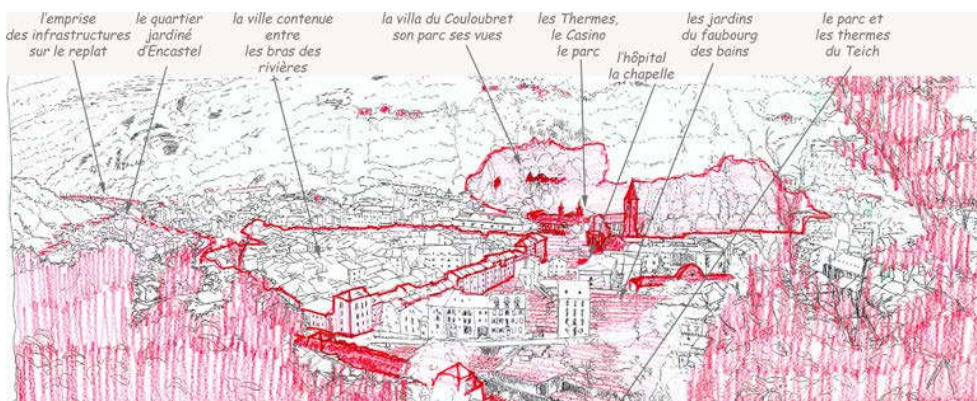 l'emprise
des infrastructures
sur le replat
le quartier
jardiné
d'Encastel
la ville contenue
entre
les bras des
rivières
la villa du Couloubret
son parc ses vues
les Thermes,
le Casino
le parc
l'hôpital
la chapelle
les jardins
du faubourg
des bains
le parc et
les thermes
du Teich